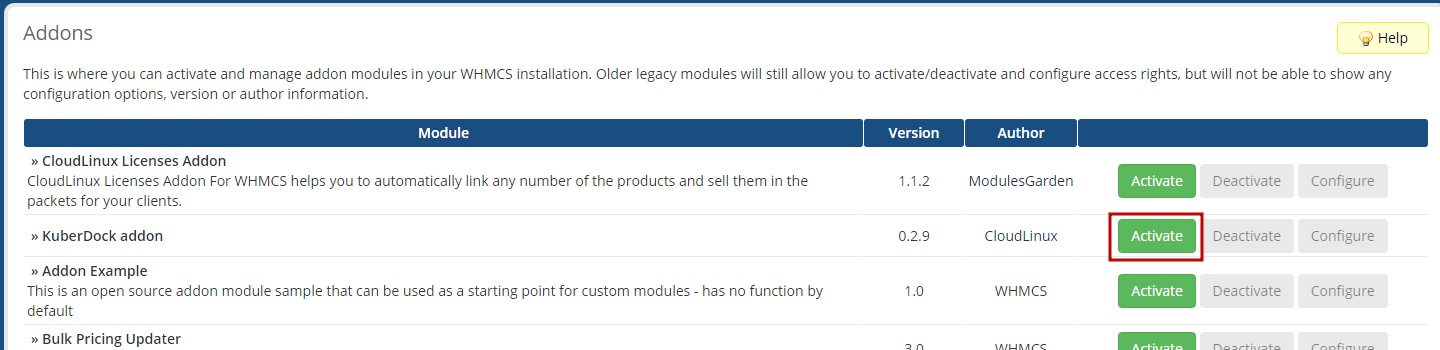 Addons
Help
This is where you can activate and manage addon modules in your WHMCS installation. Older legacy modules will still allow you to activate/deactivate and configure access rights, but will not be able to show any
configuration options, version or author information.
Module Version Author
» CloudLinux Licenses Addon
CloudLinux Licenses Addon For WHMCS helps you to automatically link any number of the products and sell them in the
packets for your clients.
1.1.2 ModulesGarden Activate Deactivate Configure
» KuberDock addon 0.2.9 CloudLinux Activate Deactivate Configure
» Addon Example
This is an open source addon module sample that can be used as a starting point for custom modules - has no function by
default
1.0 WHMCS Activate Deactivate Configure
» Bulk Pricing Updater
3.0 WHMCS Activate Deactivate Configure